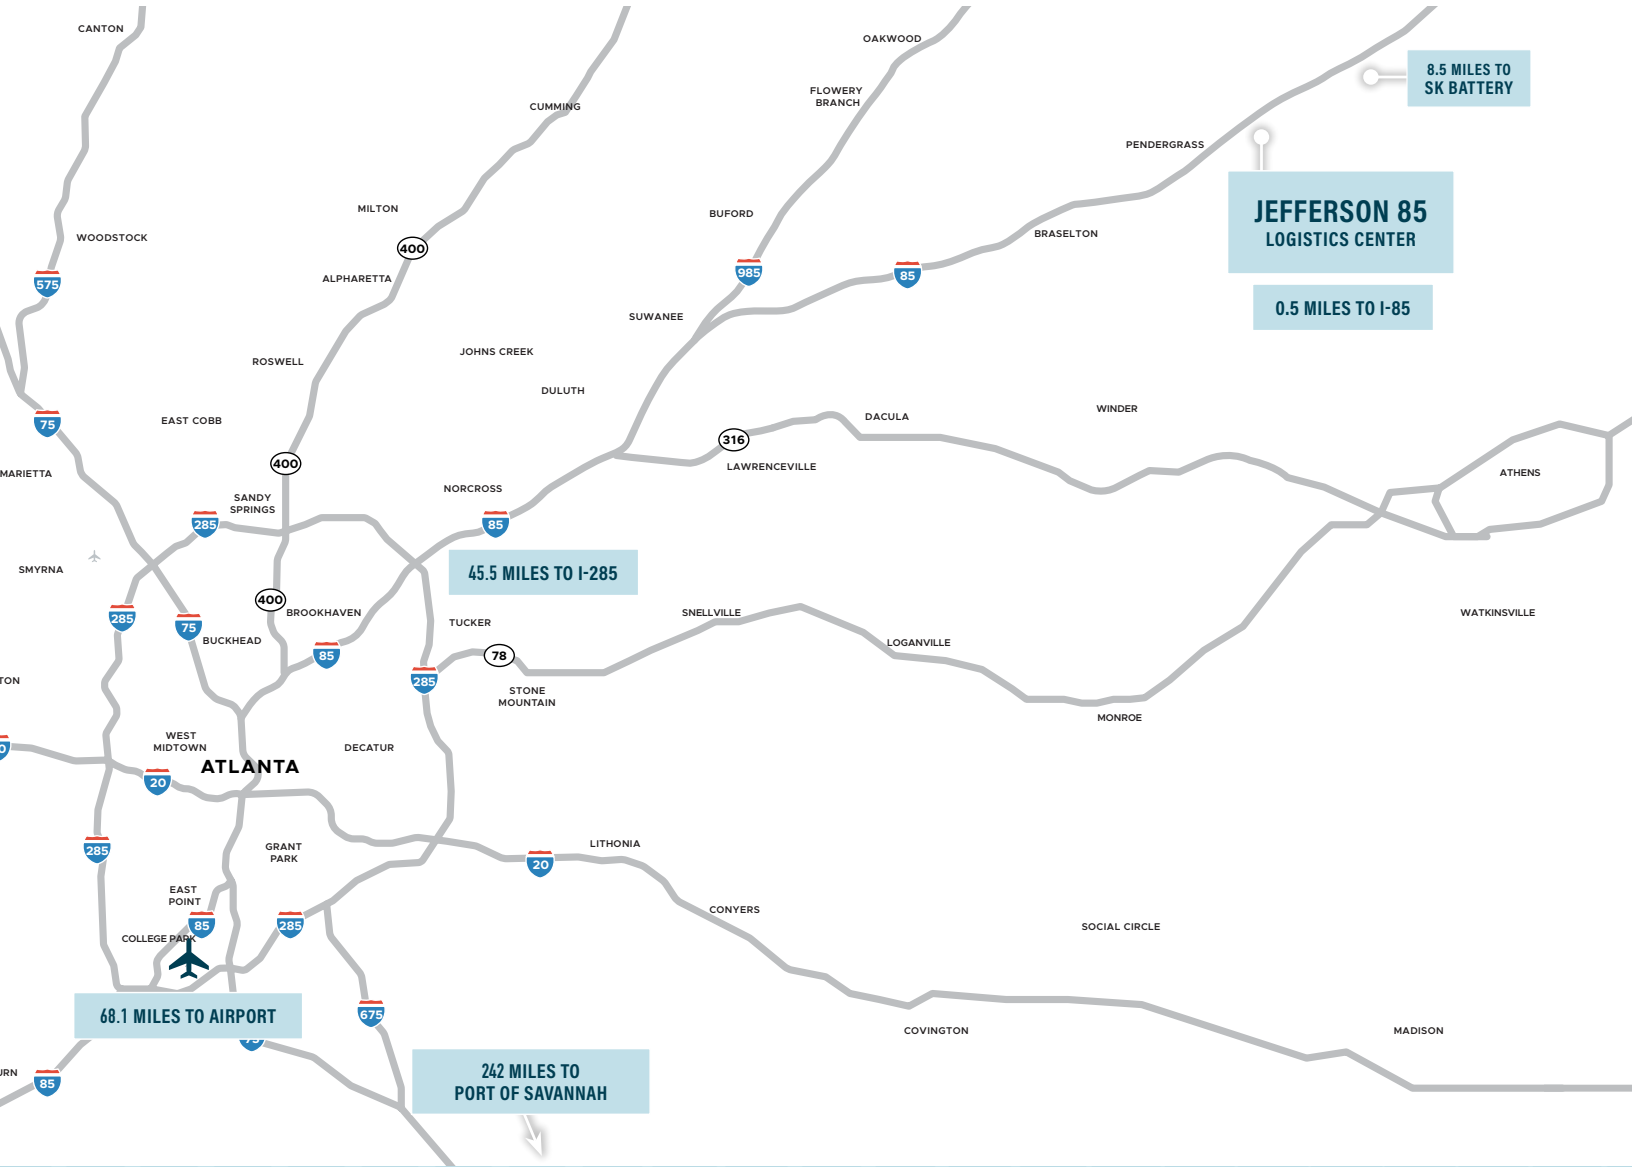 CANTON
OAKWOOD
8.5 MILES TO
SK BATTERY
FLOWERY
BRANCH
CUMMING
PENDERGRASS
JEFFERSON 85
LOGISTICS CENTER
MILTON
BUFORD
BRASELTON
WOODSTOCK
400
ALPHARETTA
985
85
575
0.5 MILES TO I-85
SUWANEE
JOHNS CREEK
ROSWELL
DULUTH
EAST COBB
75
DACULA
WINDER
316
400
LAWRENCEVILLE
MARIETTA
ATHENS
NORCROSS
SANDY
SPRINGS
285
85
45.5 MILES TO I-285
SMYRNA
400
BROOKHAVEN
285
75
SNELLVILLE
WATKINSVILLE
TUCKER
BUCKHEAD
LOGANVILLE
85
78
285
TON
STONE
MOUNTAIN
MONROE
WEST
MIDTOWN
DECATUR
0
ATLANTA
20
285
GRANT
PARK
LITHONIA
20
EAST
POINT
85
285
CONYERS
COLLEGE PARK
SOCIAL CIRCLE
68.1 MILES TO AIRPORT
675
75
COVINGTON
MADISON
URN
85
242 MILES TO
PORT OF SAVANNAH